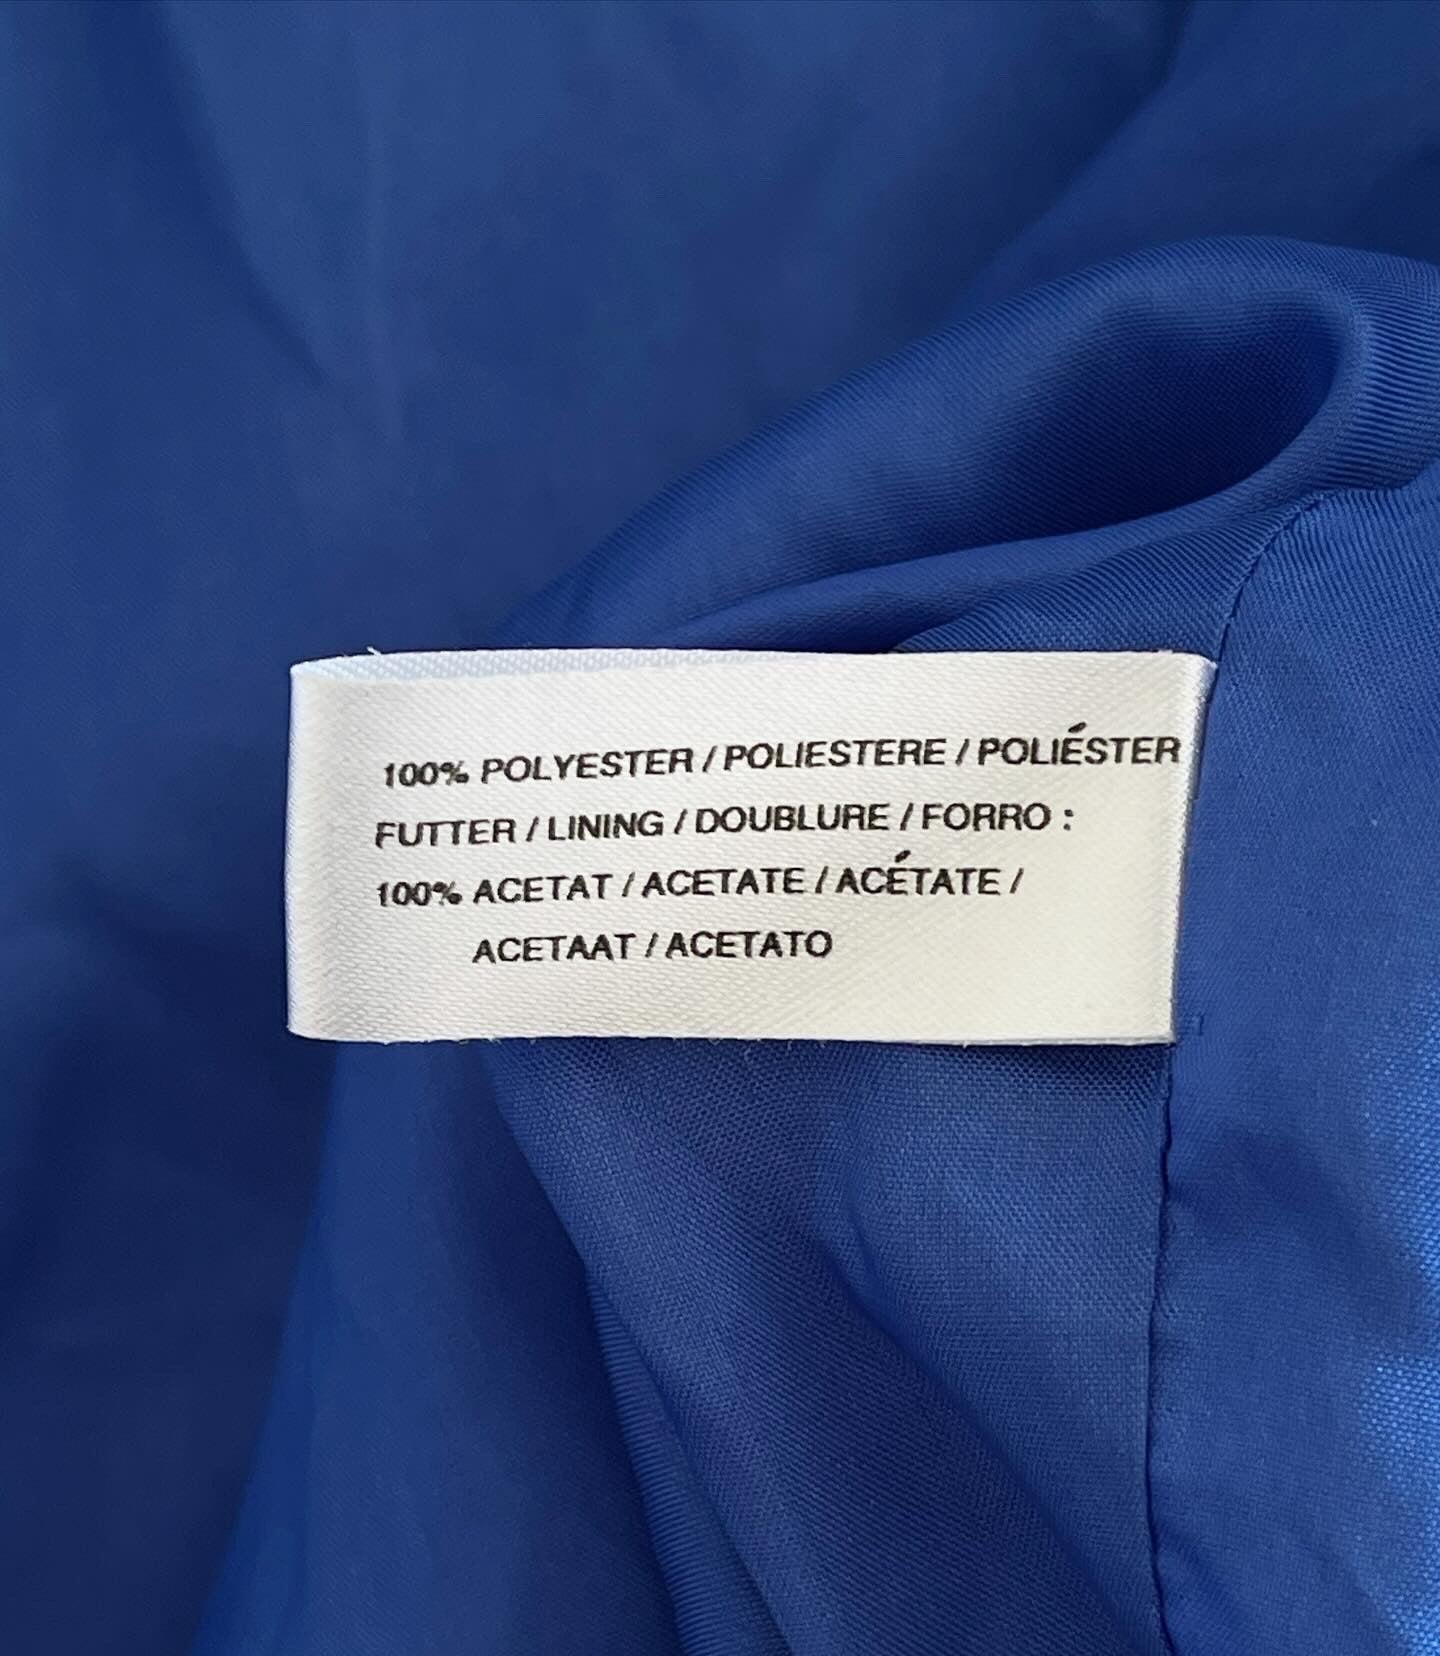 100% POLYESTER / POLIESTERE / POLIÉSTER
FUTTER / LINING / DOUBLURE / FORRO :
100% ACETAT / ACETATE / ACÉTATE /
ACETAAT / ACETATO